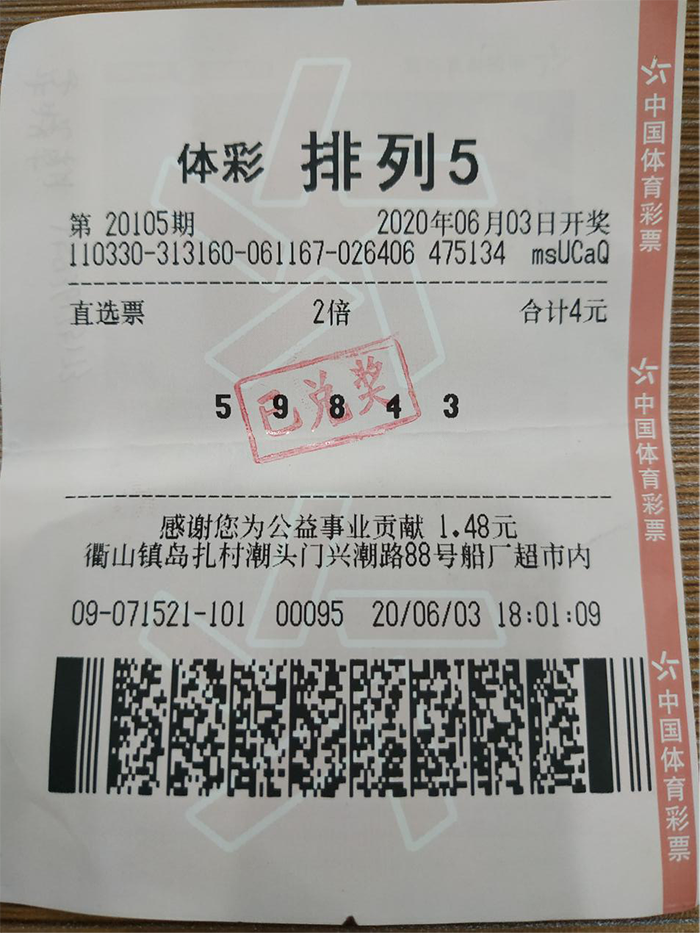 体彩 排列5
第 20105期 2020年06月03日开奖
110330-313160-061167-026406 475134 msUCaQ
直选票 2倍 合计4元
5 9 8 4 3
已兑奖
感谢您为公益事业贡献 1.48元
衢山镇岛扎村潮头门兴潮路88号船厂超市内
09-071521-101 00095 20/06/03 18:01:09
中国体育彩票
中国体育彩票
中国体育彩票